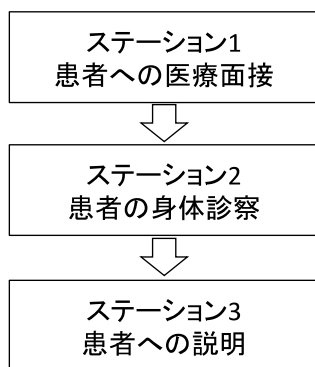 ステーション1
患者への医療面接
ステーション2
患者の身体診察
ステーション3
患者への説明